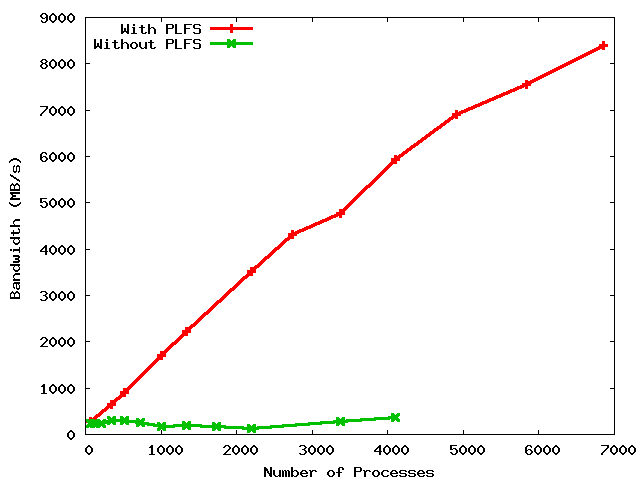 9000
8000
7000
6000
5000
4000
3000
2000
1000
0
With PLFS
Without PLFS
Bandwidth (MB/s)
0 1000 2000 3000 4000 5000 6000 7000
Number of Processes